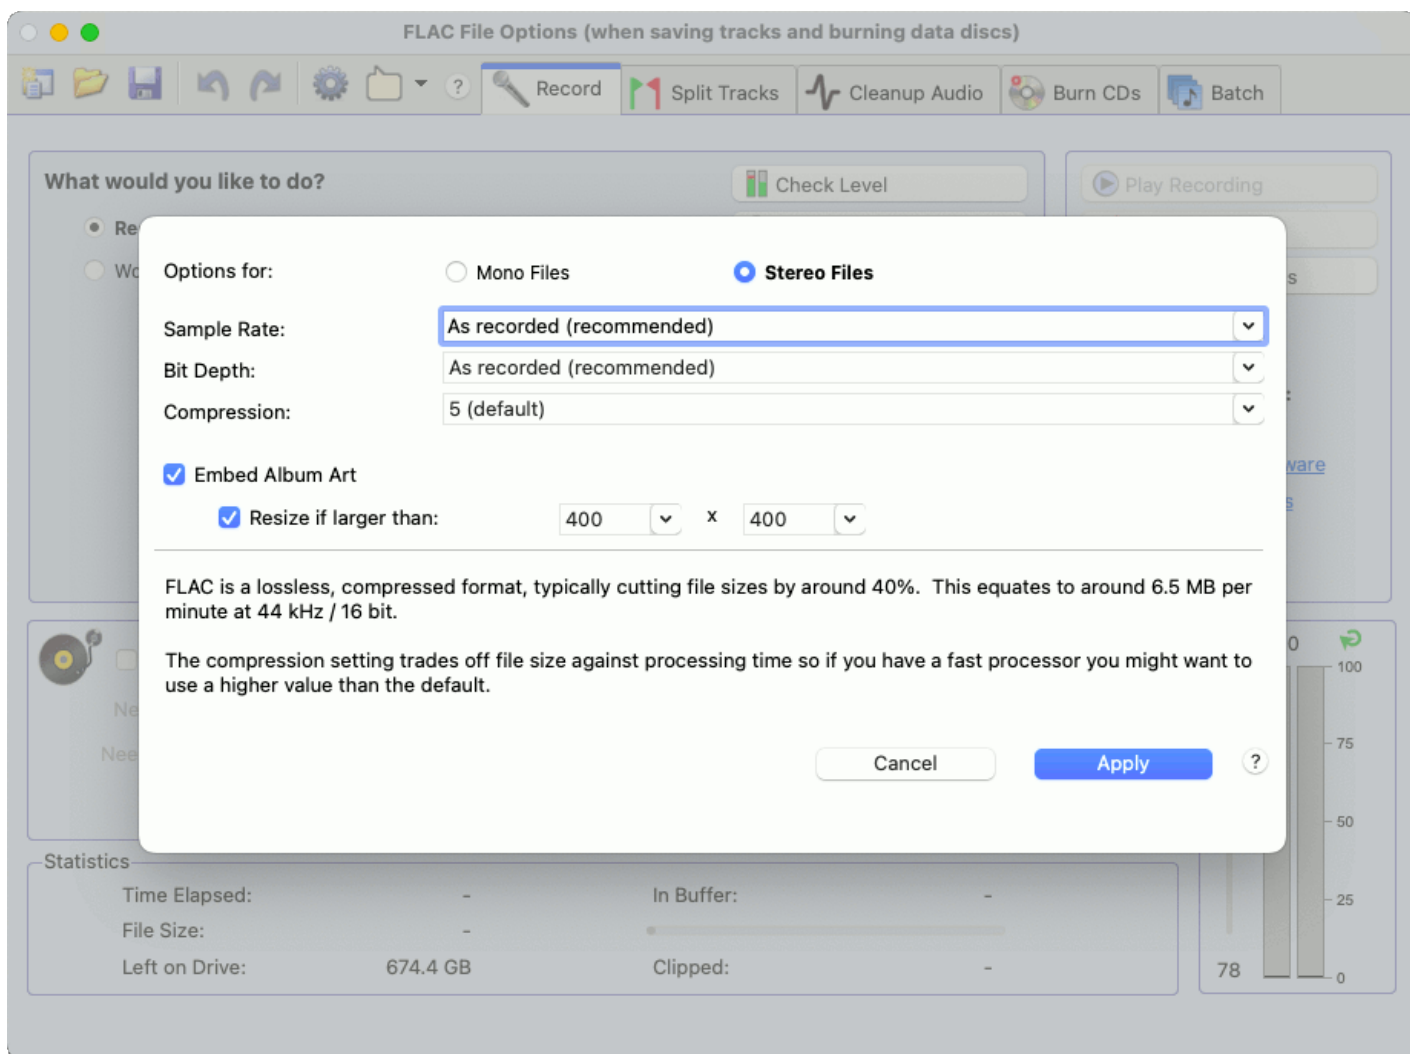 FLAC File Options (when saving tracks and burning data discs)
? Record Split Tracks Cleanup Audio Burn CDs Batch
What would you like to do?
Check Level
Play Recording
Options for: Mono Files Stereo Files
Sample Rate: As recorded (recommended)
Bit Depth: As recorded (recommended)
Compression: 5 (default)
Embed Album Art
Resize if larger than: 400 x 400
FLAC is a lossless, compressed format, typically cutting file sizes by around 40%. This equates to around 6.5 MB per
minute at 44 kHz / 16 bit.
The compression setting trades off file size against processing time so if you have a fast processor you might want to
use a higher value than the default.
Cancel Apply ?
100
75
50
25
0
78
Statistics
Time Elapsed: - In Buffer: -
File Size: -
Left on Drive: 674.4 GB Clipped: -